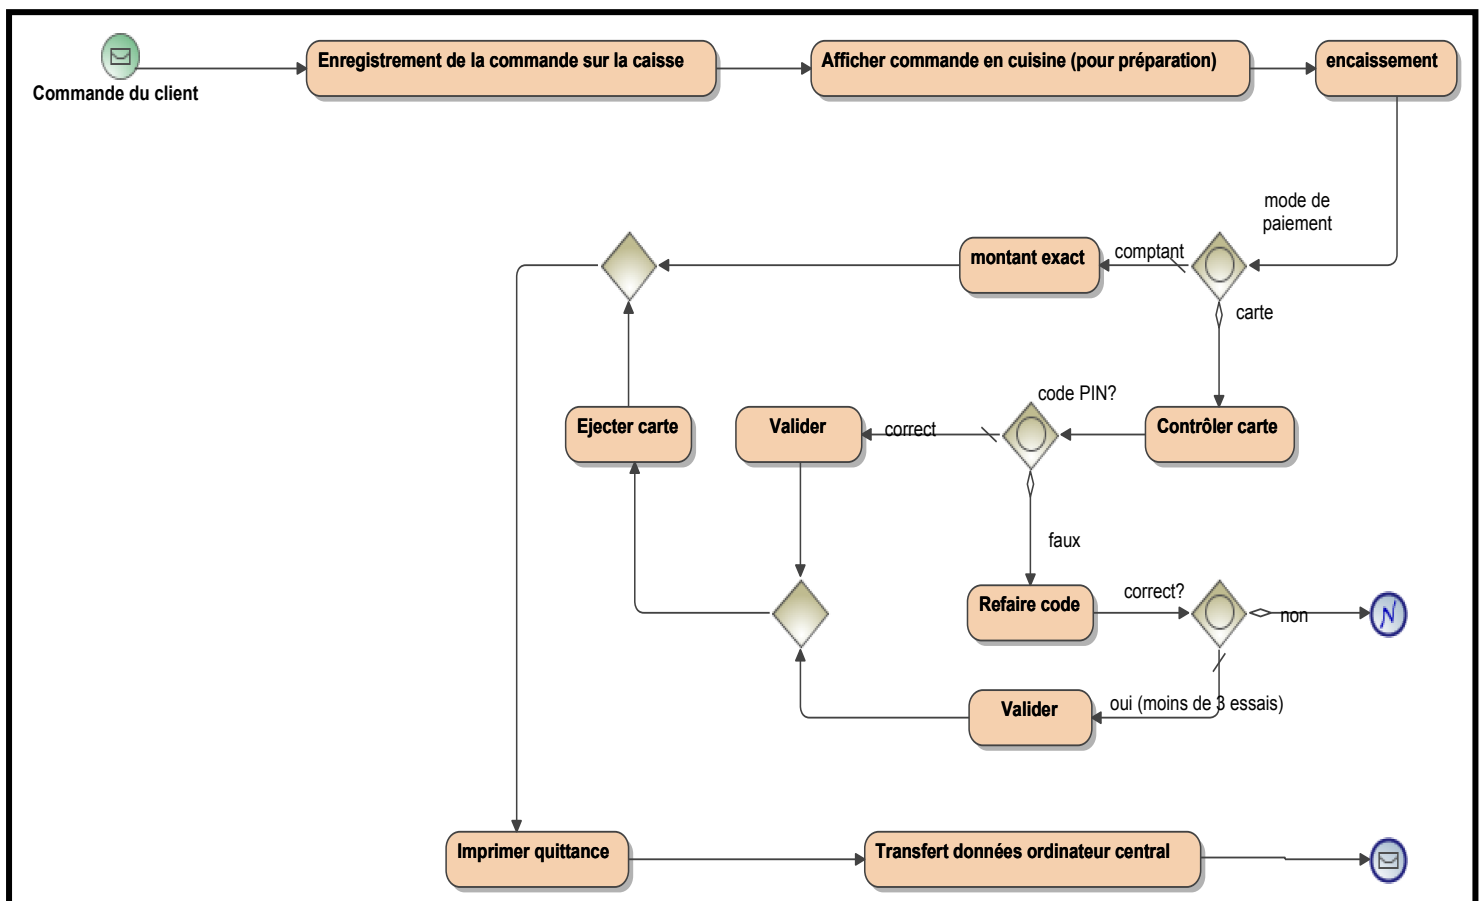 Enregistrement de la commande sur la caisse
Afficher commande en cuisine (pour préparation)
encaissement
Commande du client
mode de
paiement
montant exact
comptant
carte
code PIN?
Ejecter carte
Valider
correct
Contrôler carte
faux
Refaire code
correct?
non
N
Valider
oui (moins de 3 essais)
Imprimer quittance
Transfert données ordinateur central